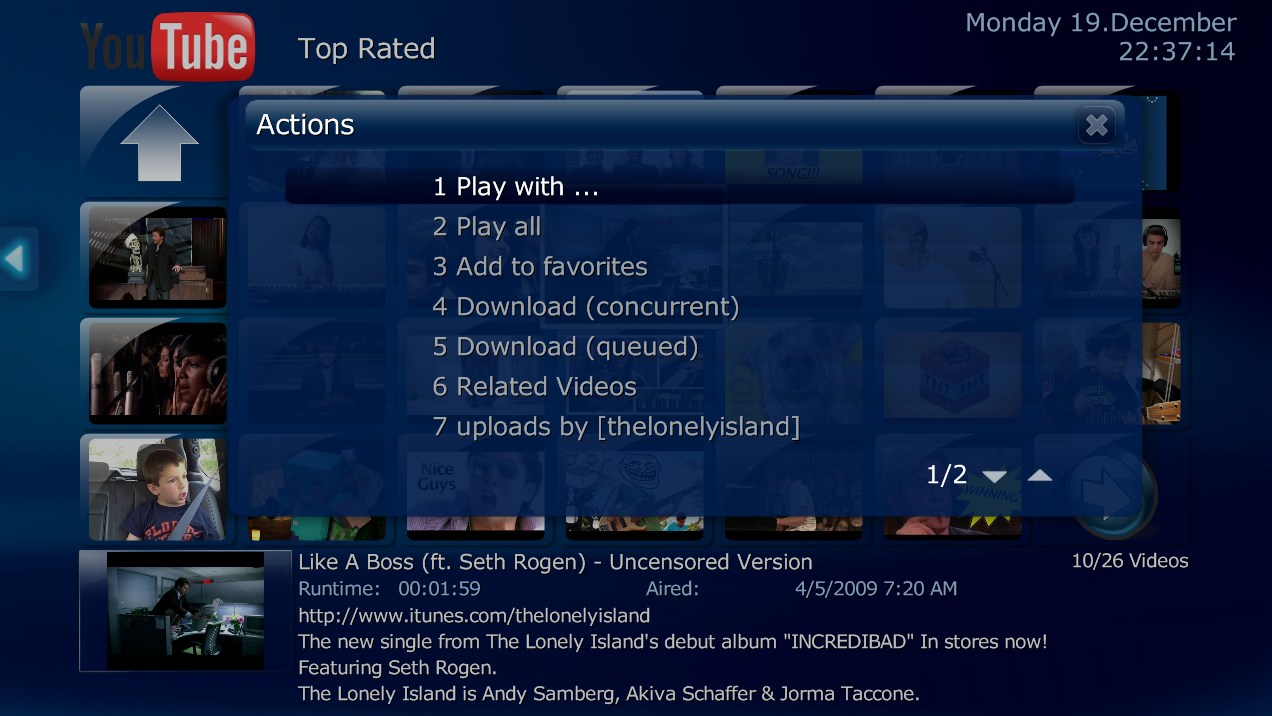 YouTube
Top Rated
Monday 19.December
22:37:14
Actions
SONG!!!
1 Play with ...
2 Play all
3 Add to favorites
4 Download (concurrent)
5 Download (queued)
6 Related Videos
7 uploads by [thelonelyisland]
TNT TNT
Nice
Guys
1/2
WINNING
Like A Boss (ft. Seth Rogen) - Uncensored Version
10/26 Videos
Runtime: 00:01:59 Aired: 4/5/2009 7:20 AM
http://www.itunes.com/thelonelyisland
The new single from The Lonely Island's debut album "INCREDIBAD" In stores now!
Featuring Seth Rogen.
The Lonely Island is Andy Samberg, Akiva Schaffer & Jorma Taccone.